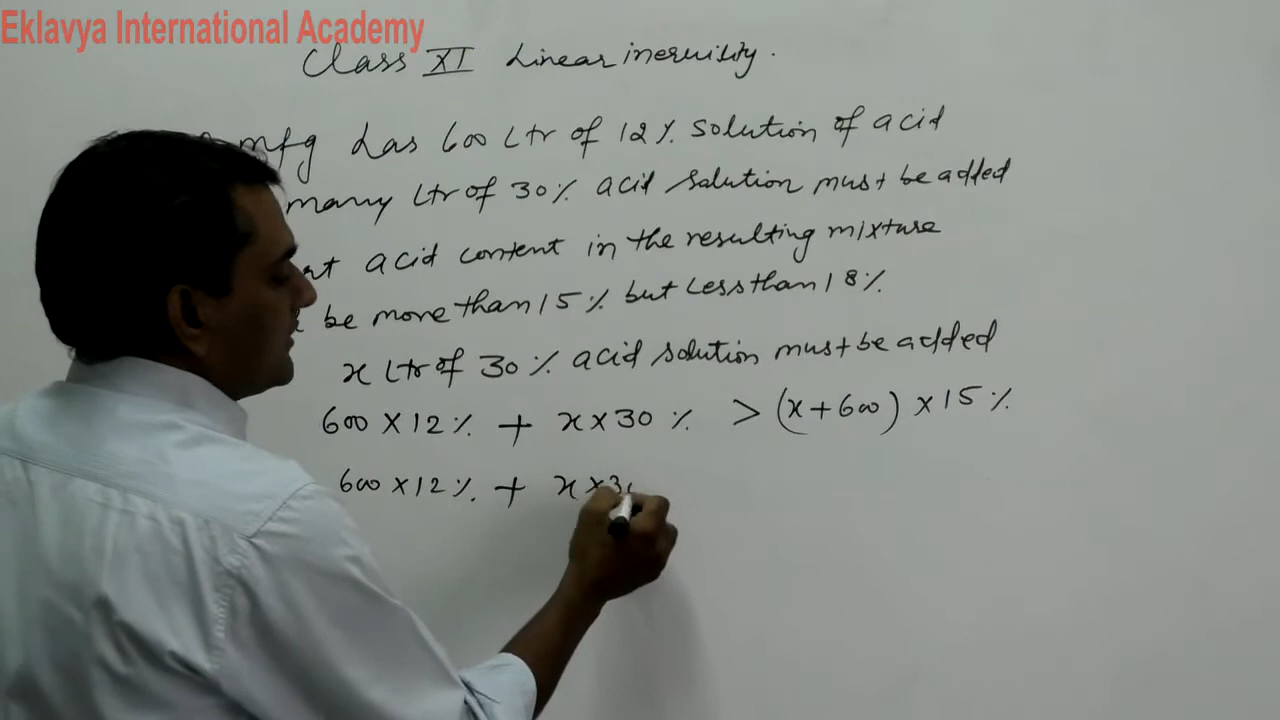 Eklavya International Academy
Class XI Linear inequility.
mfg has 600 Ltr of 12% solution of acid
many Ltr of 30% acid solution must be added
acid content in the resulting mixture
be more than 15% but Less than 18%
x Ltr of 30% acid solution must be added
600 × 12% + x × 30% > (x + 600) × 15%
600 × 12% + x × 30